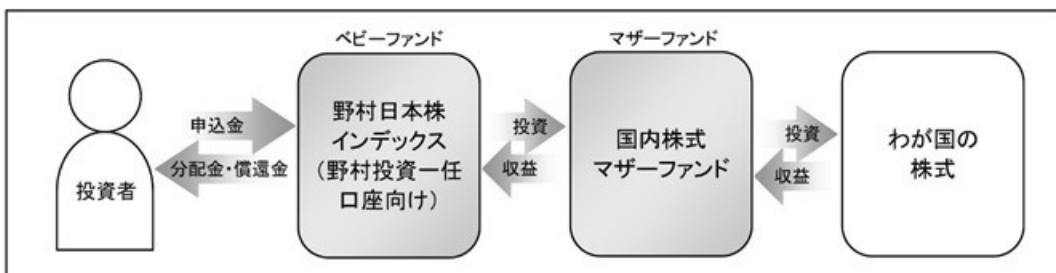 ベビーファンド
マザーファンド
投資者
申込金
分配金・償還金
野村日本株
インデックス
(野村投資一任
口座向け)
投資
収益
国内株式
マザーファンド
投資
収益
わが国の
株式